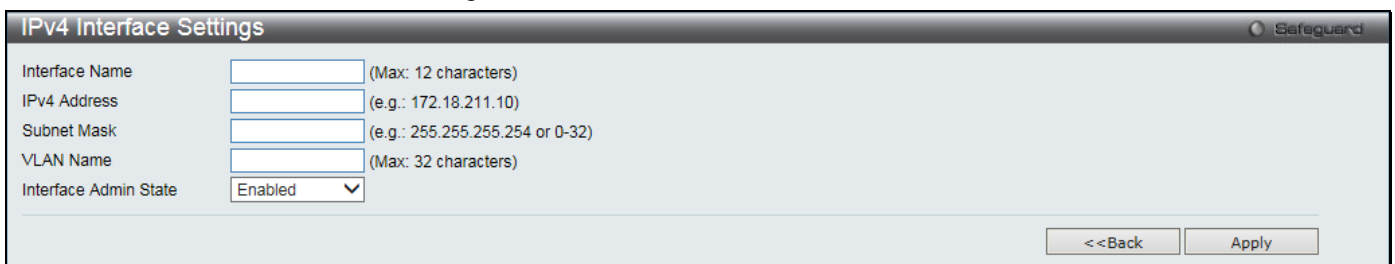 IPv4 Interface Settings
Safeguard
Interface Name (Max: 12 characters)
IPv4 Address (e.g.: 172.18.211.10)
Subnet Mask (e.g.: 255.255.255.254 or 0-32)
VLAN Name (Max: 32 characters)
Interface Admin State Enabled
<<Back Apply